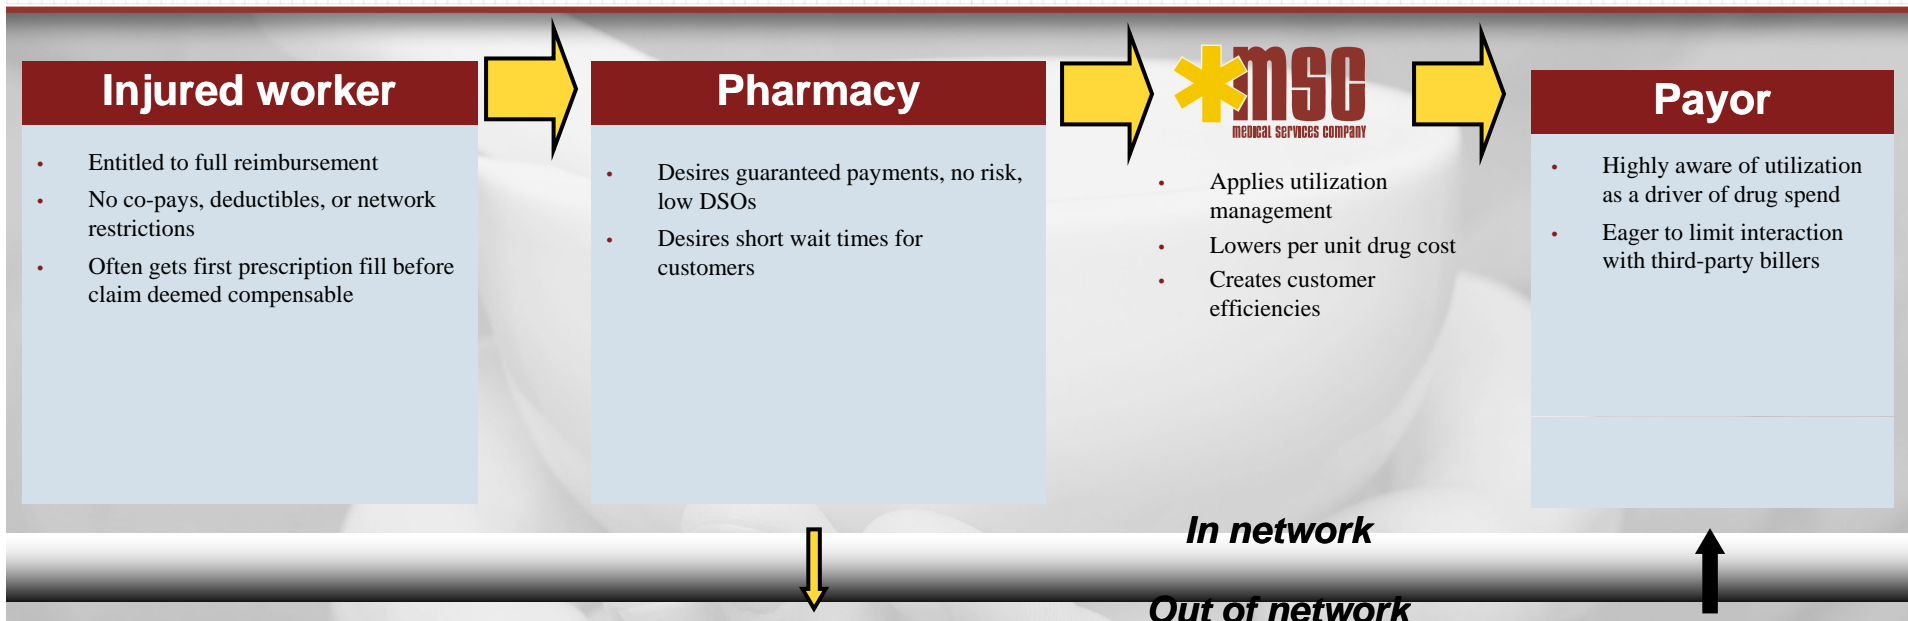 Injured worker
• Entitled to full reimbursement
• No co-pays, deductibles, or network
restrictions
• Often gets first prescription fill before
claim deemed compensable
Pharmacy
• Desires guaranteed payments, no risk,
low DSOs
• Desires short wait times for
customers
msc
medical services company
• Applies utilization
management
• Lowers per unit drug cost
• Creates customer
efficiencies
Payor
• Highly aware of utilization
as a driver of drug spend
• Eager to limit interaction
with third-party billers
In network
Out of network